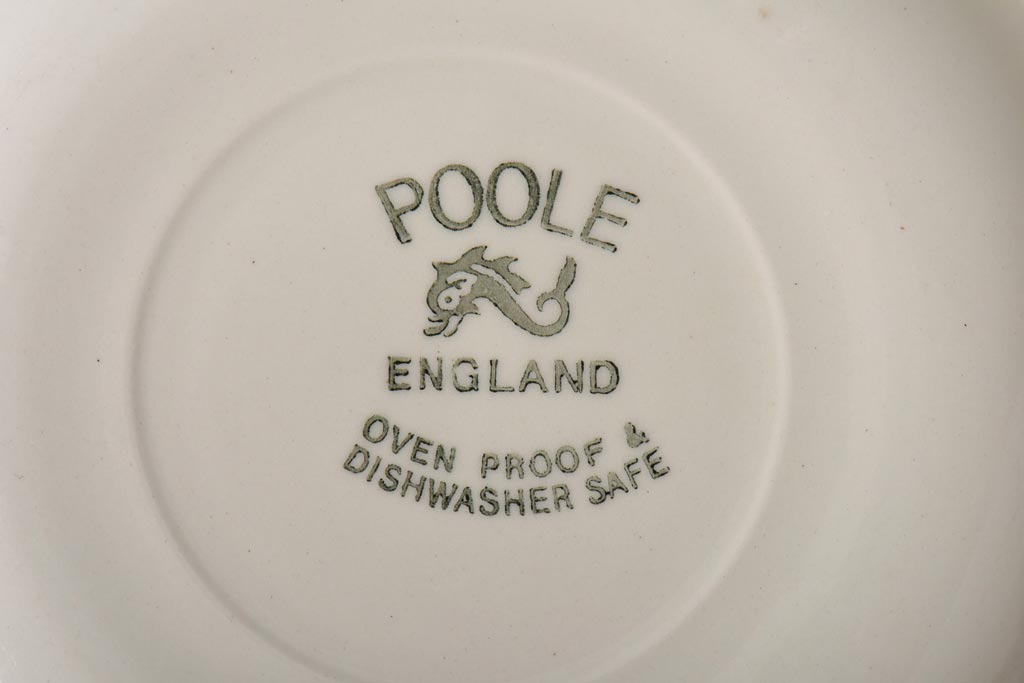 POOLE
ENGLAND
OVEN PROOF &
DISHWASHER SAFE